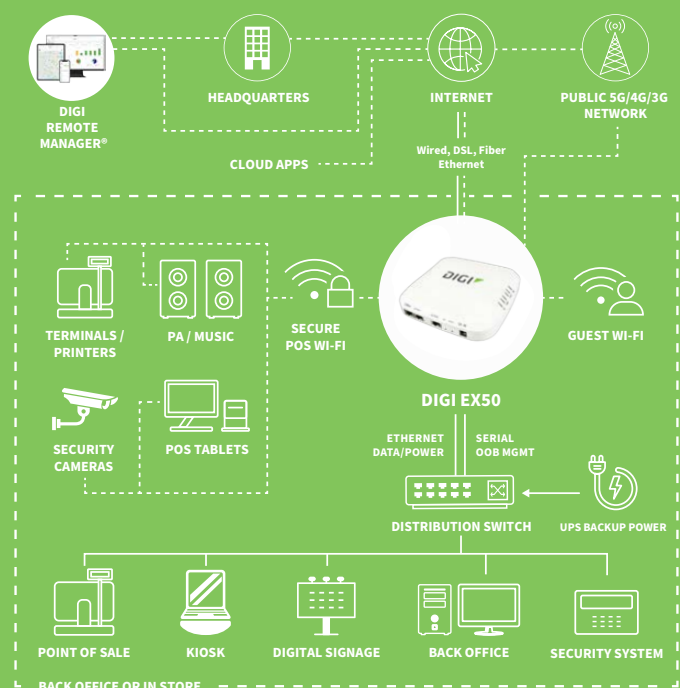 DIGI
REMOTE
MANAGER®
HEADQUARTERS
INTERNET
PUBLIC 5G/4G/3G
NETWORK
CLOUD APPS
Wired, DSL, Fiber
Ethernet
DIGI
TERMINALS /
PRINTERS
PA / MUSIC
SECURE
POS WI-FI
GUEST WI-FI
DIGI EX50
SECURITY
CAMERAS
POS TABLETS
ETHERNET
DATA/POWER
SERIAL
OOB MGMT
DISTRIBUTION SWITCH
UPS BACKUP POWER
POINT OF SALE
KIOSK
DIGITAL SIGNAGE
BACK OFFICE
SECURITY SYSTEM
BACK OFFICE OR IN STORE